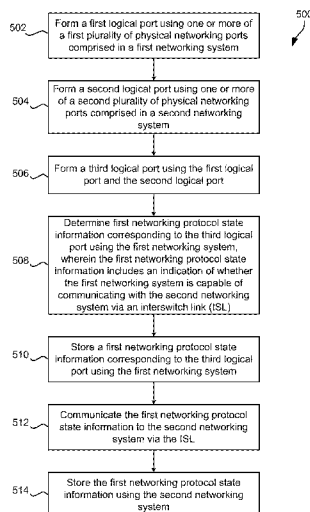 500
502
Form a first logical port using one or more
of a first plurality of physical networking ports
comprised in a first networking system
504
Form a second logical port using one or more
of a second plurality of physical networking
ports comprised in a second networking
system
506
Form a third logical port using the first logical
port and the second logical port
508
Determine first networking protocol state
information corresponding to the third logical
port using the first networking system,
wherein the first networking protocol state
information includes an indication of whether
the first networking system is capable of
communicating with the second networking
system via an interswitch link (ISL)
510
Store a first networking protocol state
information corresponding to the third logical
port using the first networking system
512
Communicate the first networking protocol
state information to the second networking
system via the ISL
514
Store the first networking protocol state
information using the second networking
system